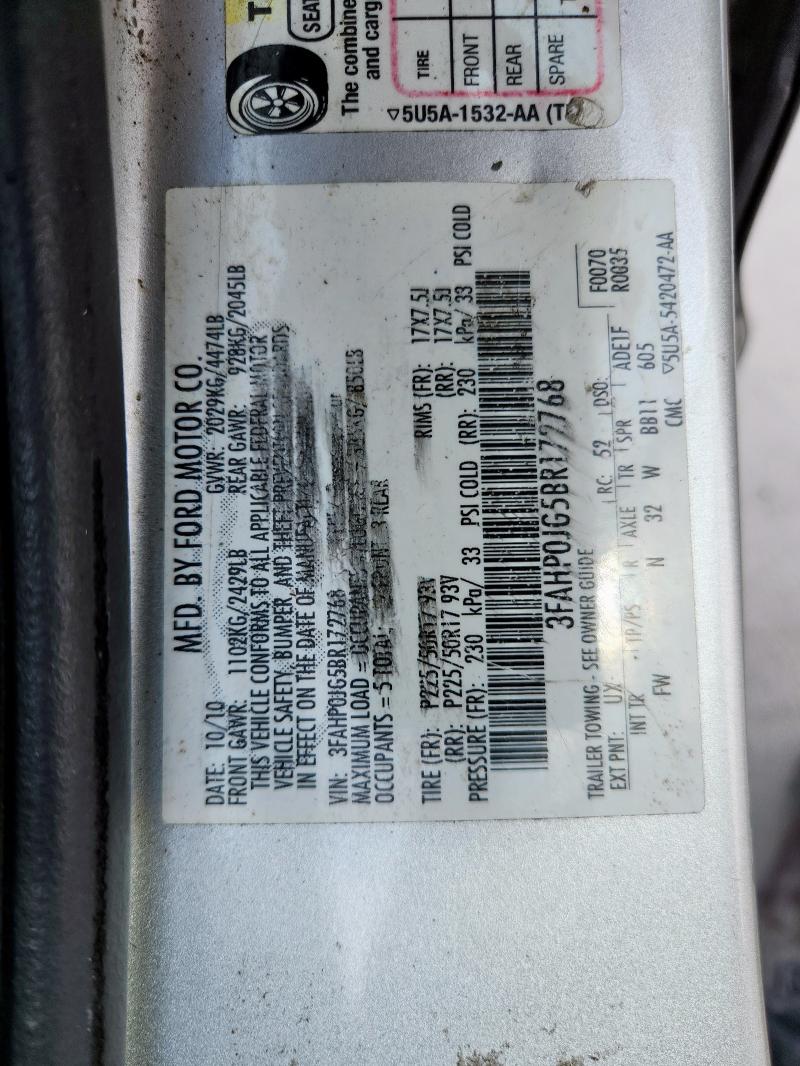 T
SEAT
The combine
and carg
TIRE
FRONT
REAR
SPARE
▽5U5A-1532-AA (T
MFD. BY FORD MOTOR CO.
DATE: 10/10 GVWR: 2029KG/4474LB
FRONT GAWR: 1102KG/2429LB REAR GAWR: 928KG/2045LB
THIS VEHICLE CONFORMS TO ALL APPLICABLE FEDERAL MOTOR
VEHICLE SAFETY, BUMPER, AND THEFT PREVENTION STANDARDS
IN EFFECT ON THE DATE OF
VIN: 3FAHP0JG5BR172768
MAXIMUM LOAD = OCCUPANTS 850LB
OCCUPANTS = 5 TOTAL 3 REAR
TIRE (FR): P225/50R17 93V RIMS (FR): 17X7.5J
(RR): P225/50R17 93V (RR): 17X7.5J
PRESSURE (FR): 230 kPa/ 33 PSI COLD (RR): 230 kPa/ 33 PSI COLD
3FAHP0JG5BR172768
TRAILER TOWING - SEE OWNER GUIDE F0070
EXT PNT: UX RC: 52 DSO: R0035
INT TR TP/PS R AXLE TR SPR ADE1F
FW N 32 W BB11 605
CMC ▽5U5A-5420472-AA